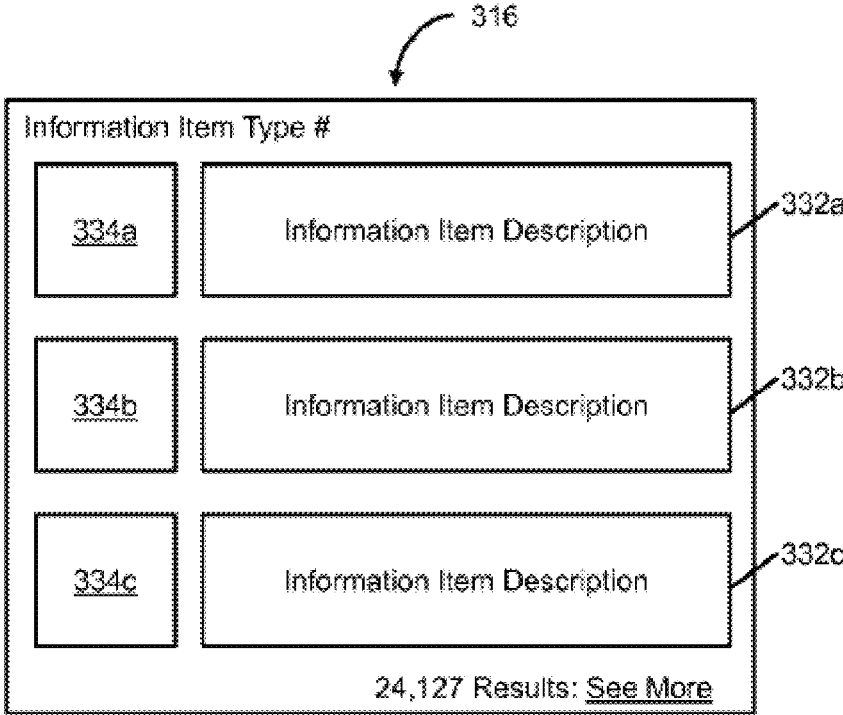 316
Information Item Type #
334a
Information Item Description
332a
334b
Information Item Description
332b
334c
Information Item Description
332c
24,127 Results: See More